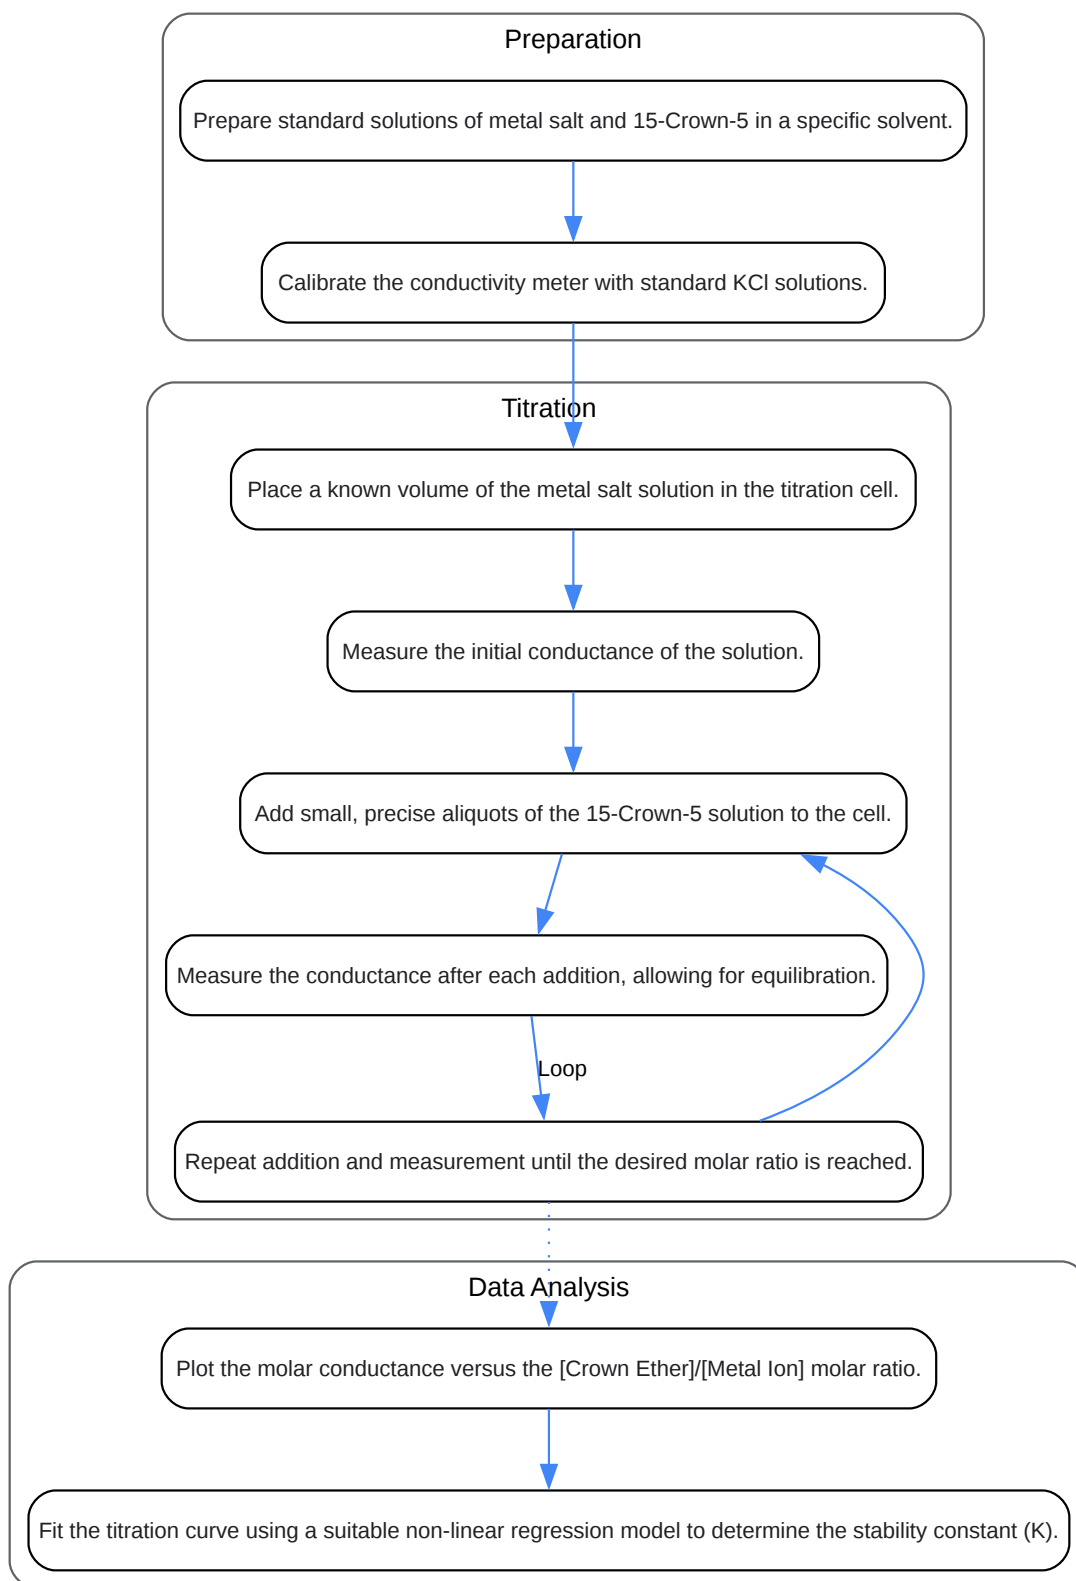 Preparation
Prepare standard solutions of metal salt and 15-Crown-5 in a specific solvent.
Calibrate the conductivity meter with standard KCl solutions.
Titration
Place a known volume of the metal salt solution in the titration cell.
Measure the initial conductance of the solution.
Add small, precise aliquots of the 15-Crown-5 solution to the cell.
Measure the conductance after each addition, allowing for equilibration.
Loop
Repeat addition and measurement until the desired molar ratio is reached.
Data Analysis
Plot the molar conductance versus the [Crown Ether]/[Metal Ion] molar ratio.
Fit the titration curve using a suitable non-linear regression model to determine the stability constant (K).